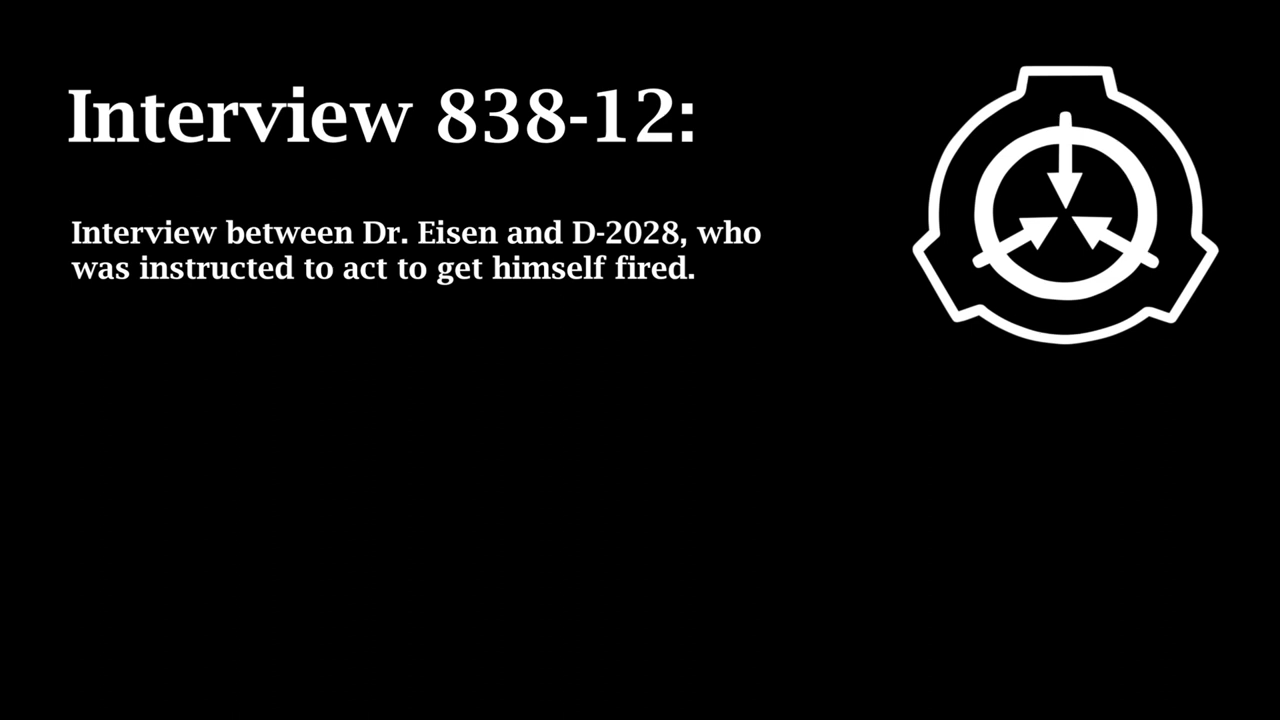 Interview 838-12:
Interview between Dr. Eisen and D-2028, who
was instructed to act to get himself fired.